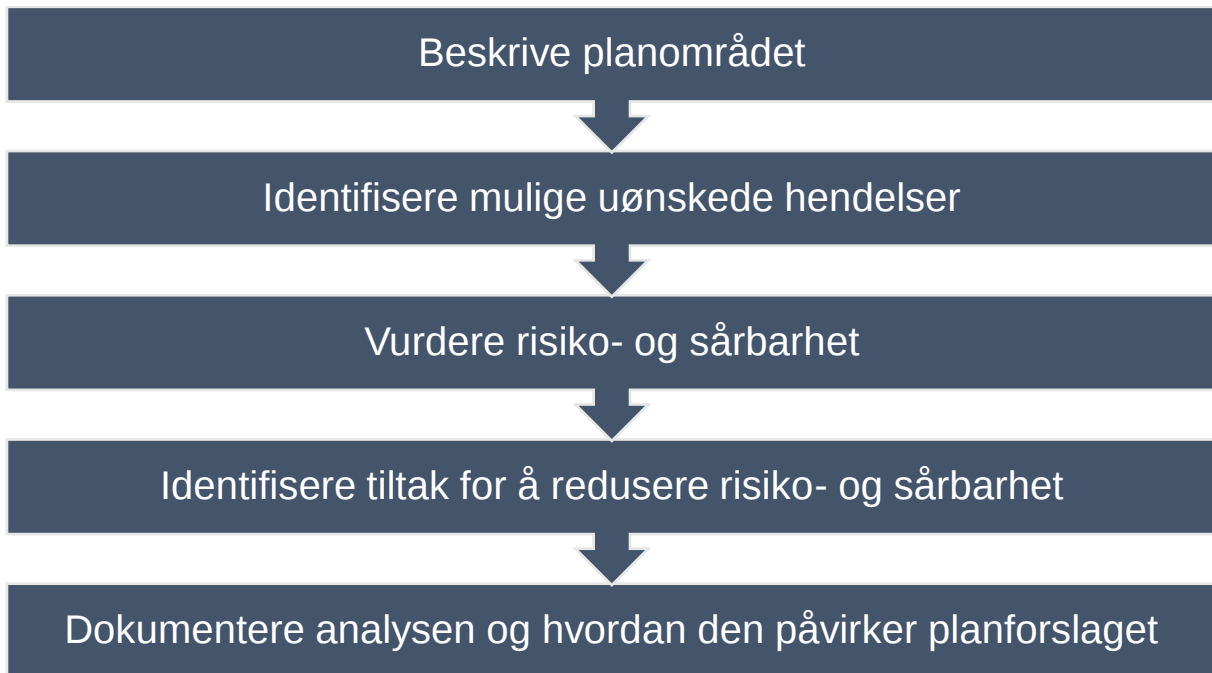 Beskrive planområdet
Identifisere mulige uønskede hendelser
Vurdere risiko- og sårbarhet
Identifisere tiltak for å redusere risiko- og sårbarhet
Dokumentere analysen og hvordan den påvirker planforslaget